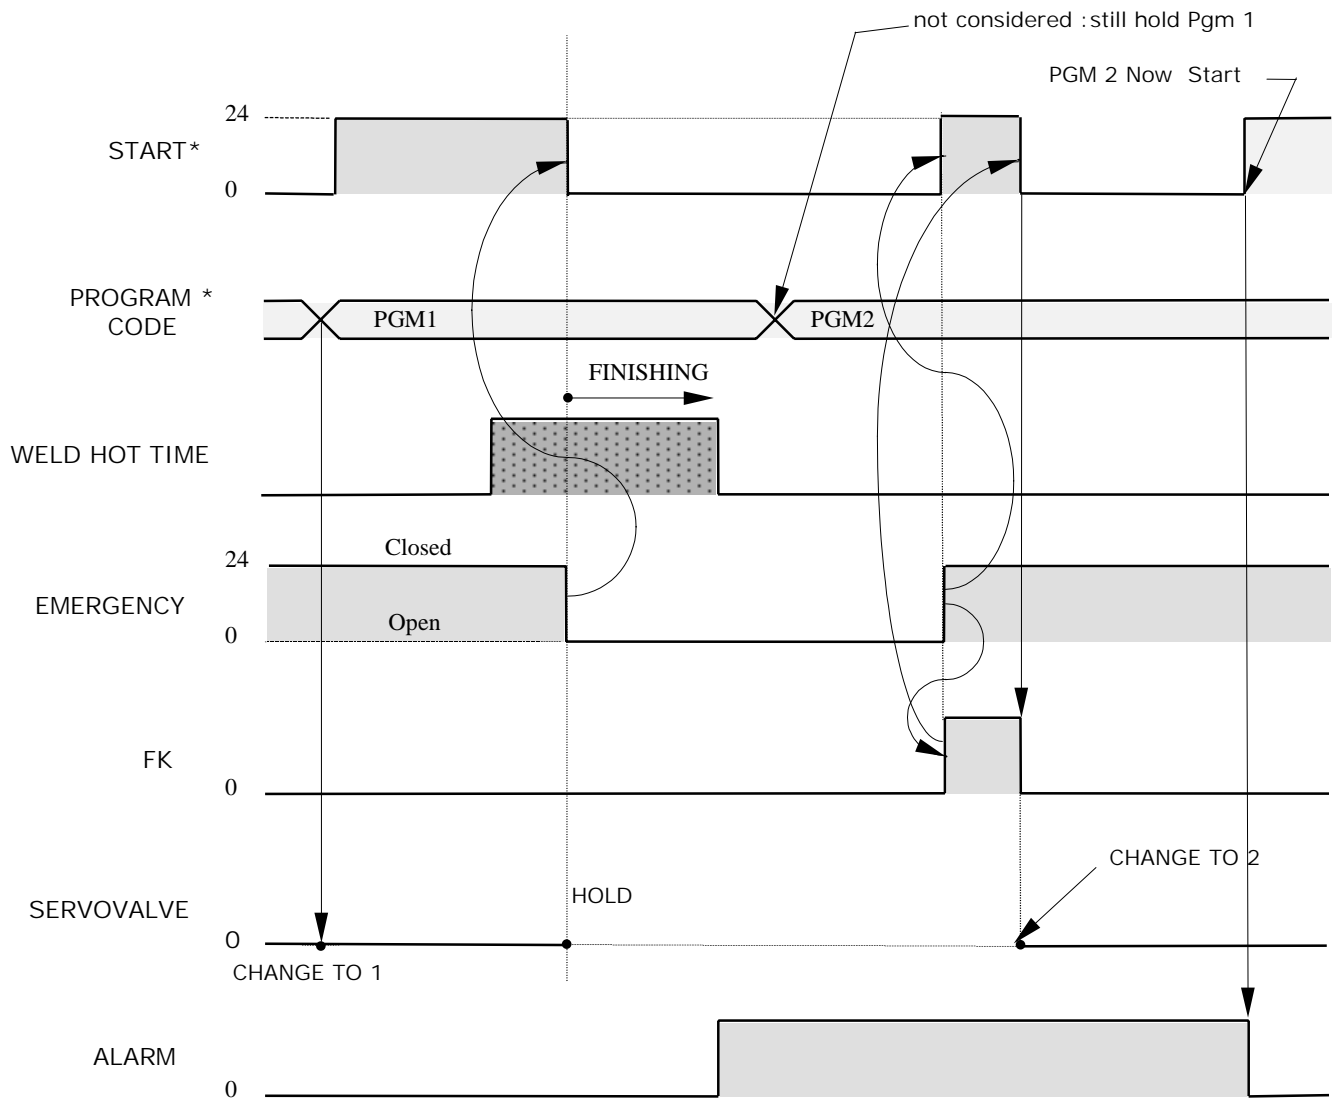 not considered : still hold Pgm 1
PGM 2 Now Start
24
START*
0
PROGRAM *
CODE
PGM1
PGM2
FINISHING
WELD HOT TIME
24
Closed
EMERGENCY
Open
0
FK
0
CHANGE TO 2
HOLD
SERVOVALVE
O
CHANGE TO 1
ALARM
0